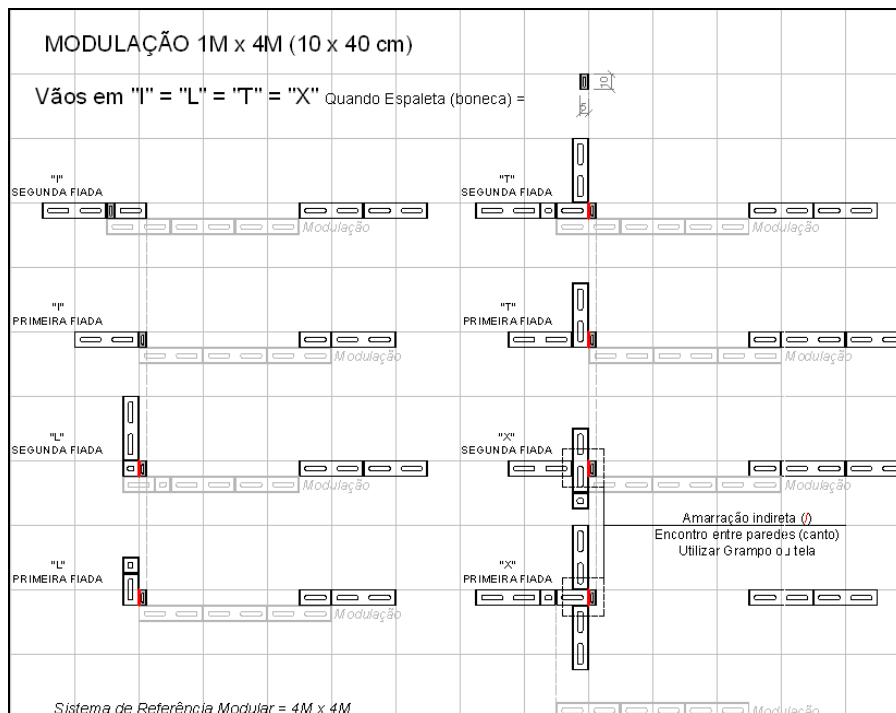 MODULAÇÃO 1M x 4M (10 x 40 cm)
Vãos em "I" = "L" = "T" = "X" Quando Espaleta (boneca) =
10
5
"I"
SEGUNDA FIADA
Modulação
"T"
SEGUNDA FIADA
Modulação
"I"
PRIMEIRA FIADA
Modulação
"T"
PRIMEIRA FIADA
Modulação
"L"
SEGUNDA FIADA
Modulação
"X"
SEGUNDA FIADA
Modulação
Amarração indireta (/)
Encontro entre paredes (canto)
Utilizar Grampo ou tela
"L"
PRIMEIRA FIADA
Modulação
"X"
PRIMEIRA FIADA
Sistema de Referência Modular = 4M x 4M
Modulação